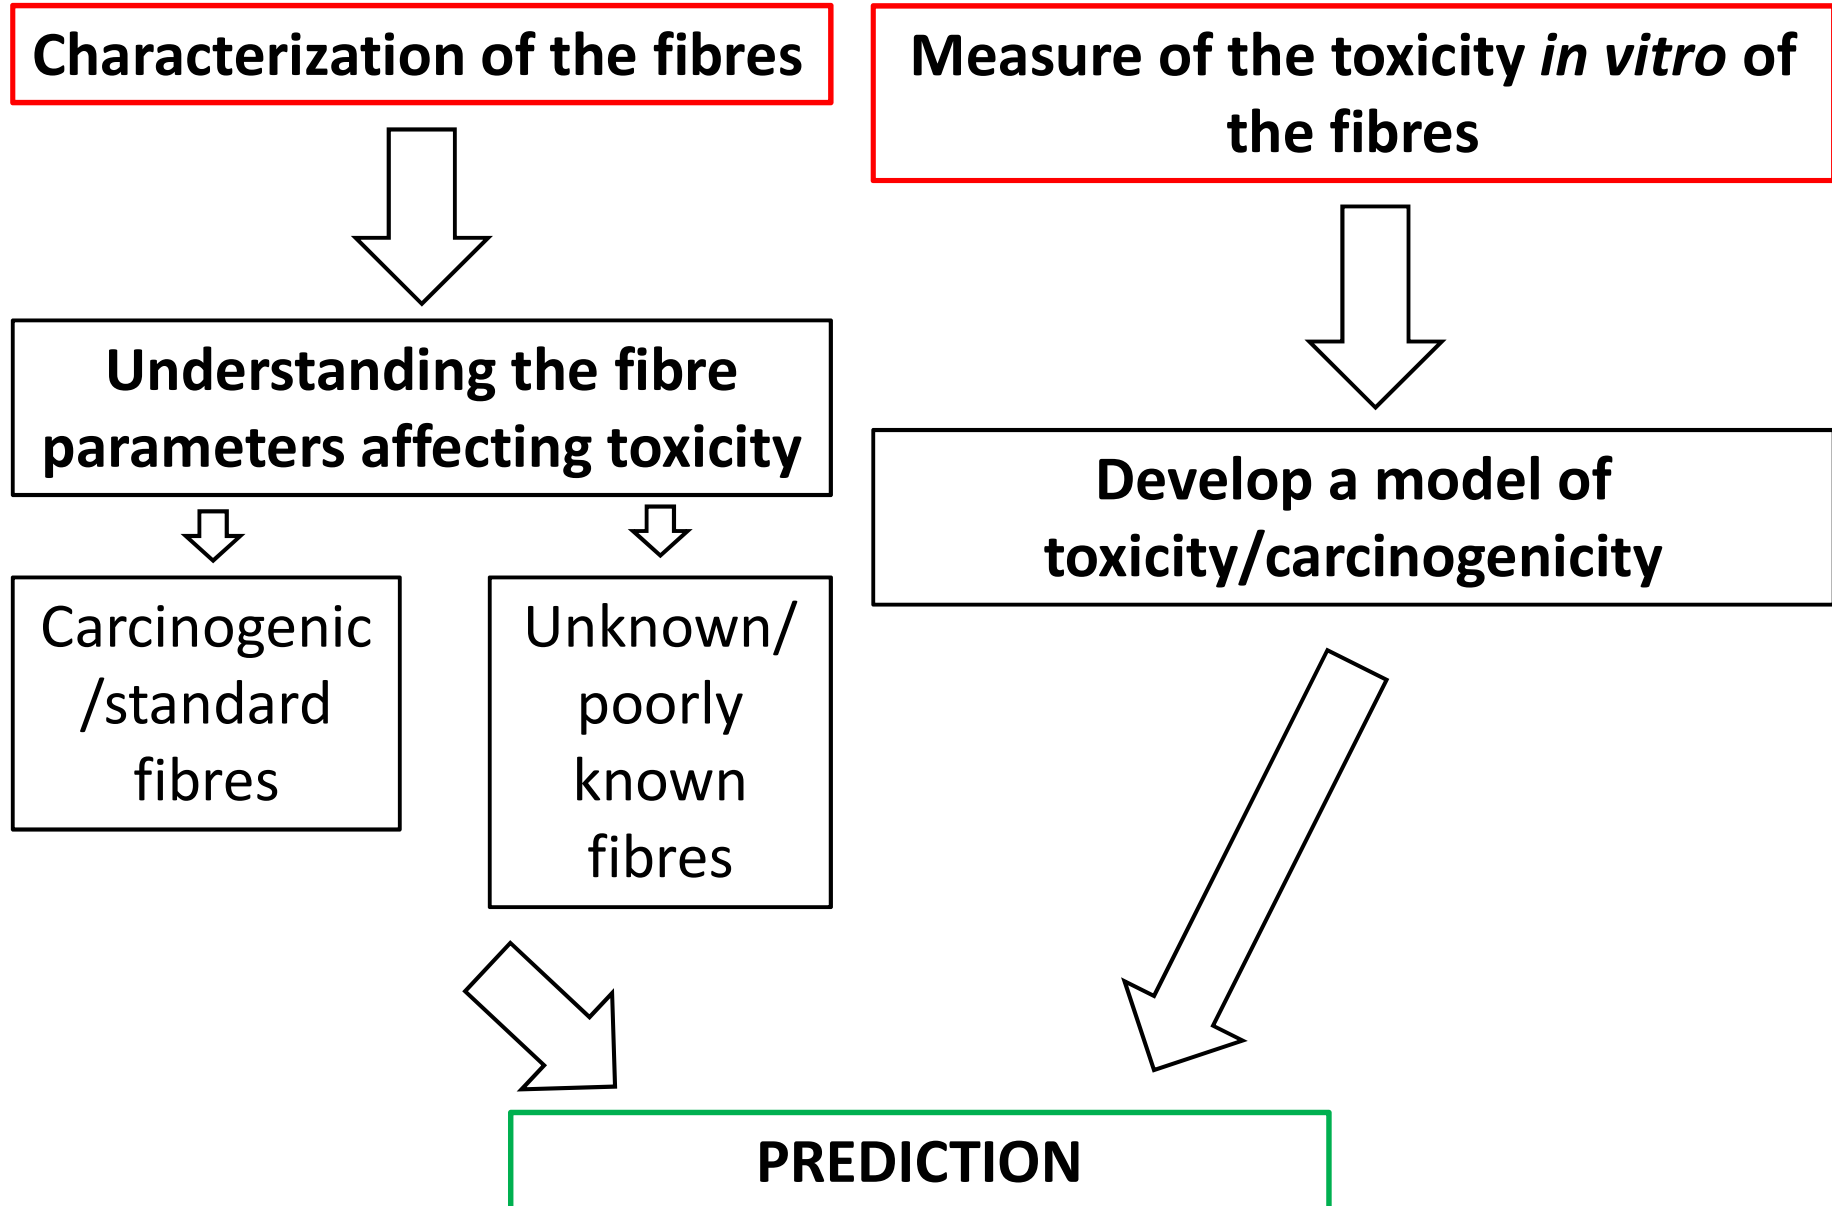 Characterization of the fibres
Measure of the toxicity in vitro of
the fibres
Understanding the fibre
parameters affecting toxicity
Develop a model of
toxicity/carcinogenicity
Carcinogenic
/standard
fibres
Unknown/
poorly
known
fibres
PREDICTION